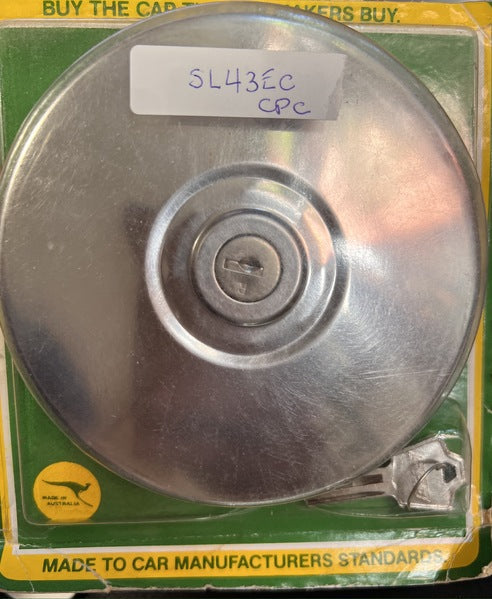 BUY THE CAR
KERS BUY.
SL43EC
CPC
MADE IN
AUSTRALIA
MADE TO CAR MANUFACTURERS STANDARDS.